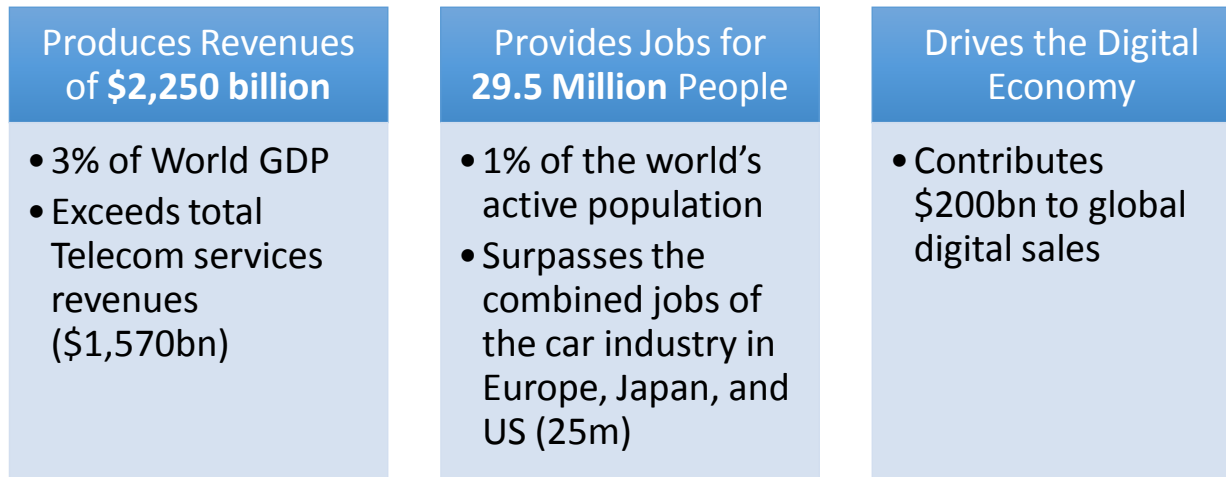 Produces Revenues
of $2,250 billion
• 3% of World GDP
• Exceeds total
Telecom services
revenues
($1,570bn)
Provides Jobs for
29.5 Million People
• 1% of the world’s
active population
• Surpasses the
combined jobs of
the car industry in
Europe, Japan, and
US (25m)
Drives the Digital
Economy
• Contributes
$200bn to global
digital sales